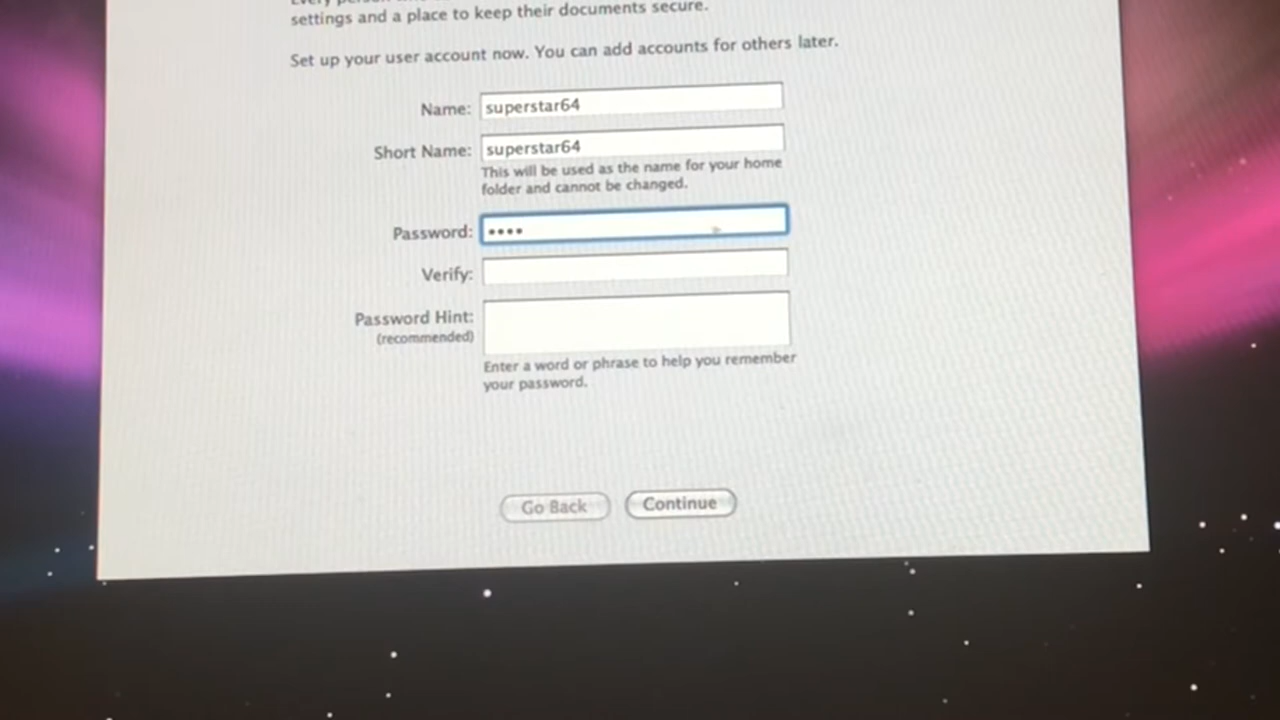 settings and a place to keep their documents secure.
Set up your user account now. You can add accounts for others later.
Name: superstar64
Short Name: superstar64
This will be used as the name for your home
folder and cannot be changed.
Password: ••••
Verify:
Password Hint:
(recommended)
Enter a word or phrase to help you remember
your password.
Go Back Continue